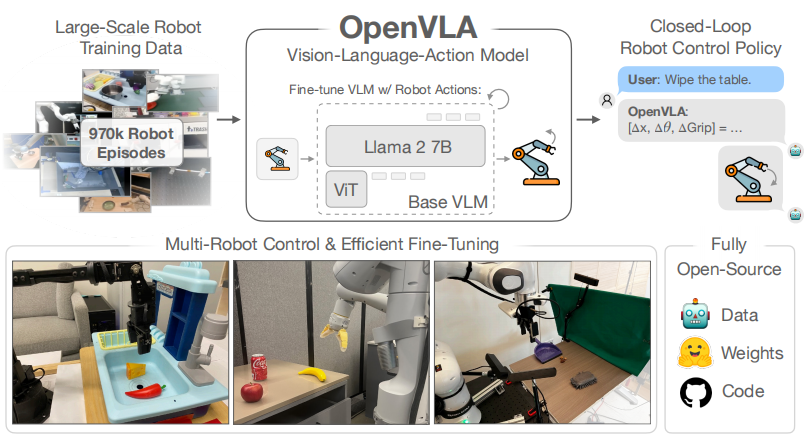 Large-Scale Robot
Training Data
970k Robot
Episodes
OpenVLA
Vision-Language-Action Model
Fine-tune VLM w/ Robot Actions:
Llama 2 7B
ViT
Base VLM
Closed-Loop
Robot Control Policy
User: Wipe the table.
OpenVLA:
[Δx, Δθ, ΔGrip] = ...
Multi-Robot Control & Efficient Fine-Tuning
Coca-Cola
Fully
Open-Source
Data
Weights
Code